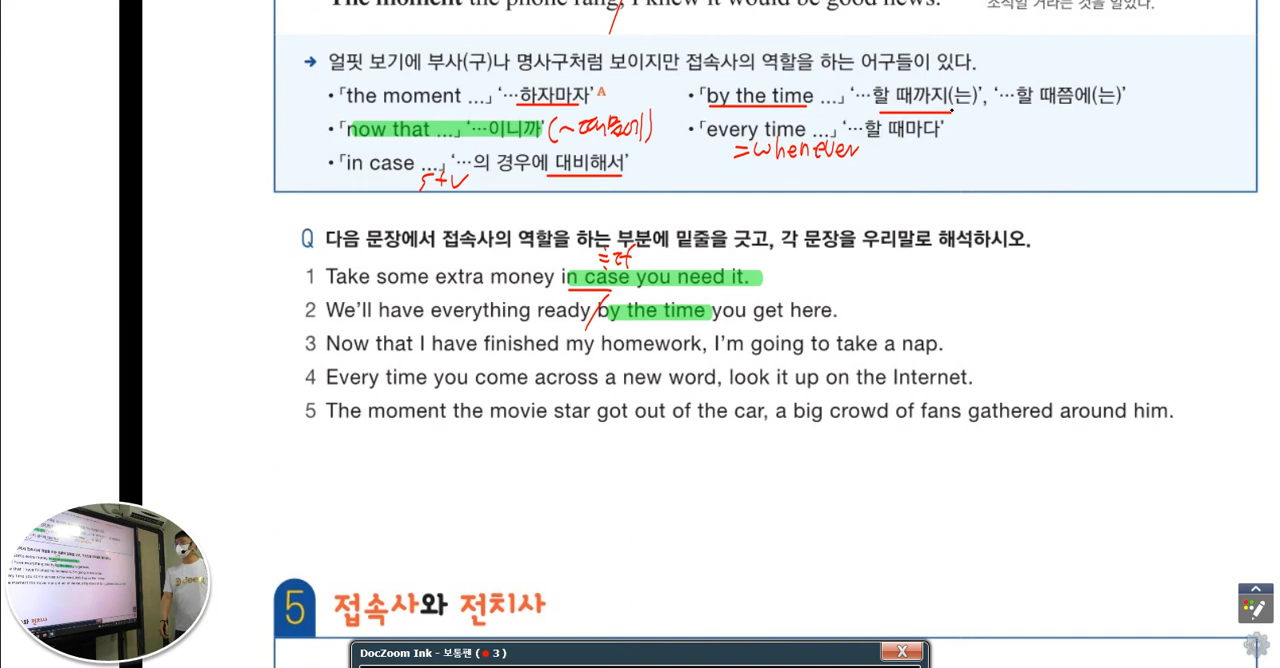 The moment the phone rang, I knew it would be good news.
소식일 거라는 것을 알았다.
→ 얼핏 보기에 부사(구)나 명사구처럼 보이지만 접속사의 역할을 하는 어구들이 있다.
•「the moment ...」 ‘…하자마자’ A
•「by the time ...」 ‘…할 때까지(는)’, ‘…할 때쯤에(는)’
•「now that ...」 ‘…이니까’ (~때문에)
•「every time ...」 ‘…할 때마다’
= whenever
•「in case ...」 ‘…의 경우에 대비해서’
s+v
Q 다음 문장에서 접속사의 역할을 하는 부분에 밑줄을 긋고, 각 문장을 우리말로 해석하시오.
= if
1 Take some extra money in case you need it.
2 We'll have everything ready by the time you get here.
3 Now that I have finished my homework, I'm going to take a nap.
4 Every time you come across a new word, look it up on the Internet.
5 The moment the movie star got out of the car, a big crowd of fans gathered around him.
5 접속사와 전치사
DocZoom Ink - 보통펜 ( 3 )
X